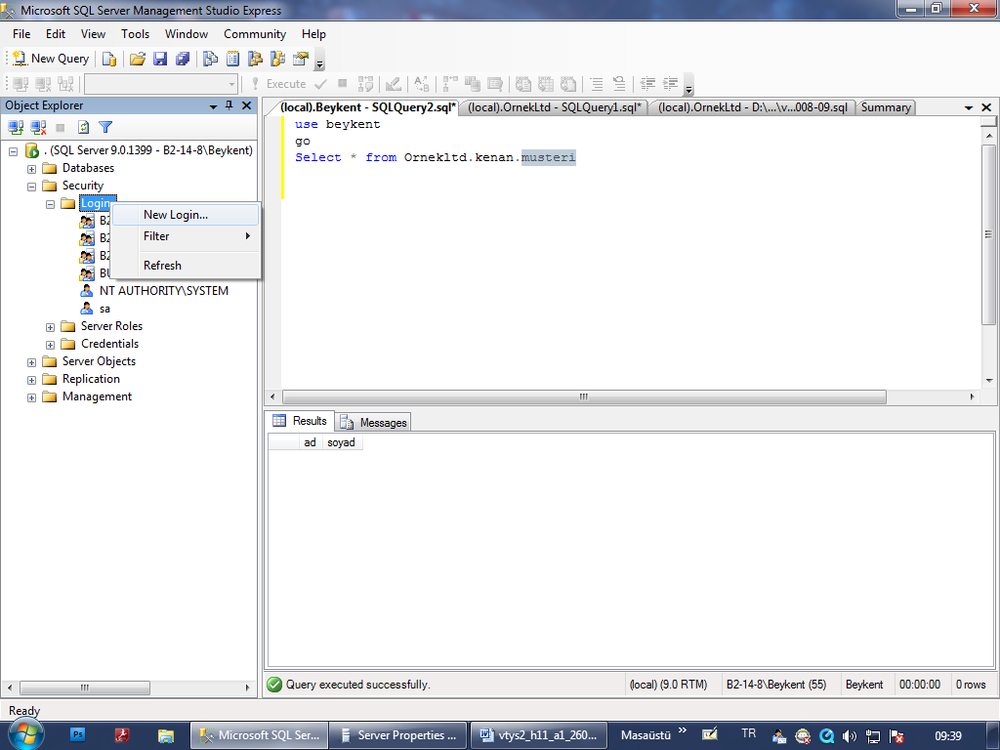 Microsoft SQL Server Management Studio Express
File Edit View Tools Window Community Help
New Query
Execute
Object Explorer
(local).Beykent - SQLQuery2.sql* (local).OrnekLtd - SQLQuery1.sql* (local).OrnekLtd - D:\...\v...008-09.sql Summary
. (SQL Server 9.0.1399 - B2-14-8\Beykent)
Databases
Security
Login
New Login...
Filter
Refresh
NT AUTHORITY\SYSTEM
sa
Server Roles
Credentials
Server Objects
Replication
Management
use beykent
go
Select * from Ornekltd.kenan.musteri
Results Messages
ad soyad
Query executed successfully. (local) (9.0 RTM) B2-14-8\Beykent (55) Beykent 00:00:00 0 rows
Ready
Ps Microsoft SQL Ser... Server Properties ... vtys2_h11_a1_260... Masaüstü » TR 09:39